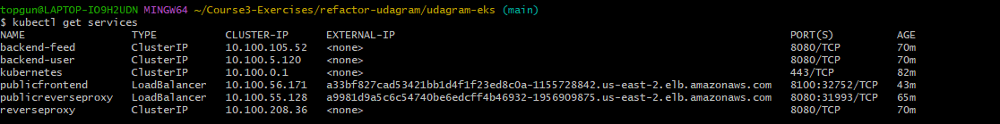 topgun@LAPTOP-IO9H2UDN MINGW64 ~/Course3-Exercises/refactor-udagram/udagram-eks (main)
$ kubectl get services
NAME TYPE CLUSTER-IP EXTERNAL-IP PORT(S) AGE
backend-feed ClusterIP 10.100.105.52 <none> 8080/TCP 70m
backend-user ClusterIP 10.100.5.120 <none> 8080/TCP 70m
kubernetes ClusterIP 10.100.0.1 <none> 443/TCP 82m
publicfrontend LoadBalancer 10.100.56.171 a33bf827cad53421bb1d4f1f23ed8c0a-1155728842.us-east-2.elb.amazonaws.com 8100:32752/TCP 43m
publicreverseproxy LoadBalancer 10.100.55.128 a9981d9a5c6c54740be6edcff4b46932-1956909875.us-east-2.elb.amazonaws.com 8080:31993/TCP 65m
reverseproxy ClusterIP 10.100.208.36 <none> 8080/TCP 70m